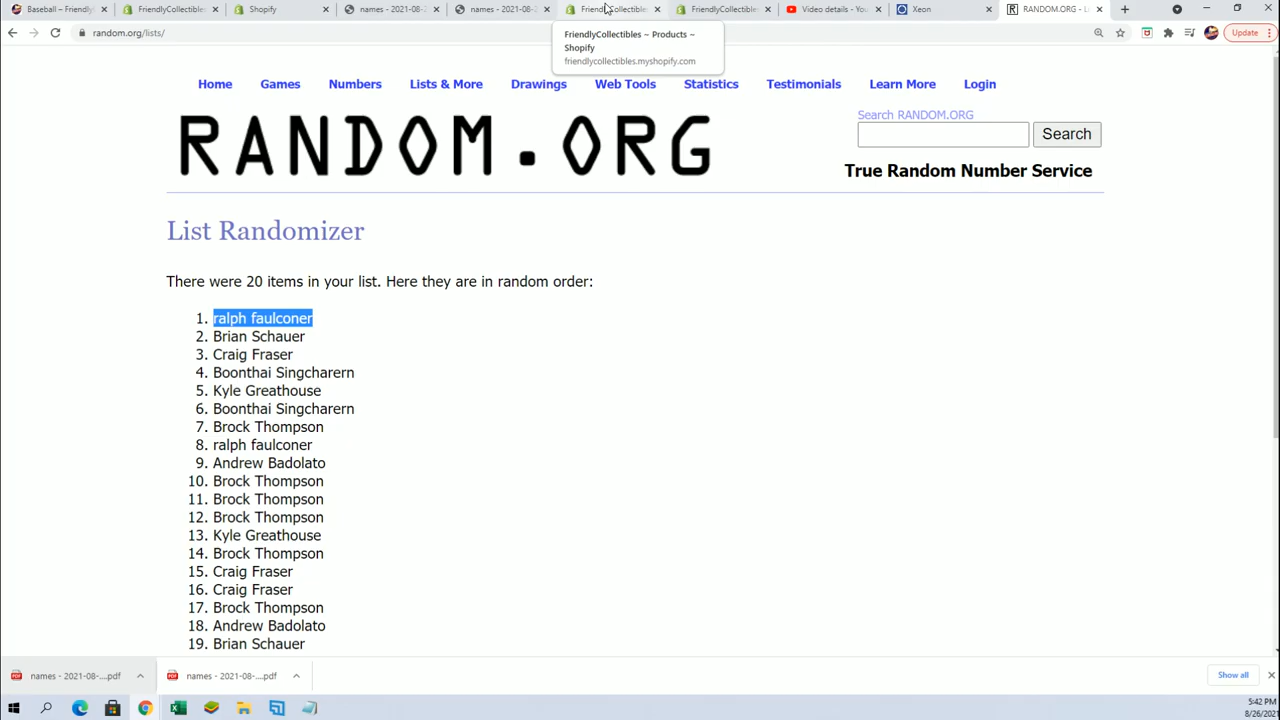 Baseball – FriendlyC
FriendlyCollectibles
Shopify
names - 2021-08-
names - 2021-08-
FriendlyCollectibles
FriendlyCollectibles
Video details - You
Xeon
RANDOM.ORG - L
random.org/lists/
Update
FriendlyCollectibles ~ Products ~
Shopify
friendlycollectibles.myshopify.com
Home
Games
Numbers
Lists & More
Drawings
Web Tools
Statistics
Testimonials
Learn More
Login
RANDOM.ORG
Search RANDOM.ORG
Search
True Random Number Service
List Randomizer
There were 20 items in your list. Here they are in random order:
1. ralph faulconer
2. Brian Schauer
3. Craig Fraser
4. Boonthai Singcharern
5. Kyle Greathouse
6. Boonthai Singcharern
7. Brock Thompson
8. ralph faulconer
9. Andrew Badolato
10. Brock Thompson
11. Brock Thompson
12. Brock Thompson
13. Kyle Greathouse
14. Brock Thompson
15. Craig Fraser
16. Craig Fraser
17. Brock Thompson
18. Andrew Badolato
19. Brian Schauer
names - 2021-08-....pdf
names - 2021-08-....pdf
Show all
5:42 PM
8/26/2021